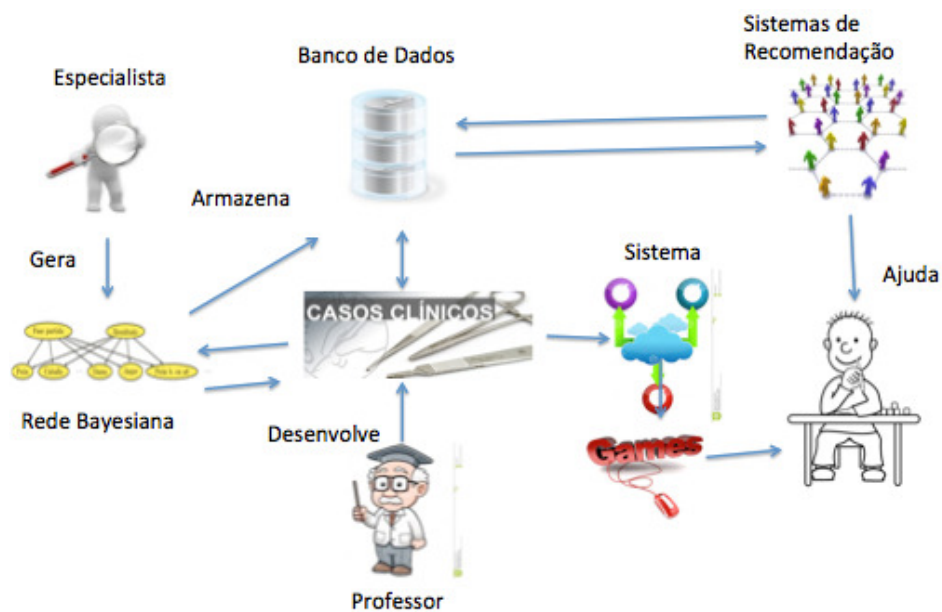 Sistemas de
Recomendação
Banco de Dados
Especialista
Armazena
Gera
Sistema
Ajuda
CASOS CLÍNICOS
Rede Bayesiana
Desenvolve
Games
Professor